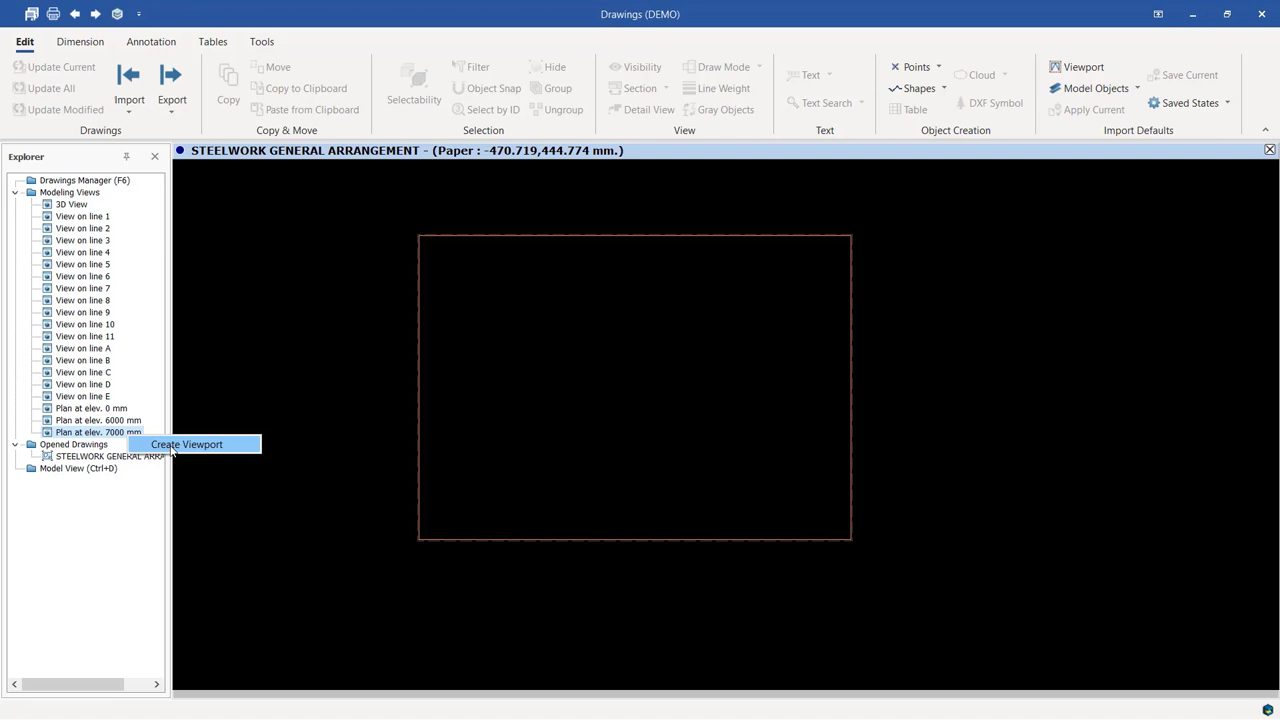 Drawings (DEMO)
Edit Dimension Annotation Tables Tools
Update Current
Update All
Update Modified
Import
Export
Drawings
Copy
Move
Copy to Clipboard
Paste from Clipboard
Copy & Move
Selectability
Filter
Object Snap
Select by ID
Hide
Group
Ungroup
Selection
Visibility
Section
Detail View
Draw Mode
Line Weight
Gray Objects
View
Text
Text Search
Text
Points
Shapes
Table
Cloud
DXF Symbol
Object Creation
Viewport
Model Objects
Apply Current
Save Current
Saved States
Import Defaults
Explorer
STEELWORK GENERAL ARRANGEMENT - (Paper : -470.719,444.774 mm.)
Drawings Manager (F6)
Modeling Views
3D View
View on line 1
View on line 2
View on line 3
View on line 4
View on line 5
View on line 6
View on line 7
View on line 8
View on line 9
View on line 10
View on line 11
View on line A
View on line B
View on line C
View on line D
View on line E
Plan at elev. 0 mm
Plan at elev. 6000 mm
Plan at elev. 7000 mm
Opened Drawings
Create Viewport
STEELWORK GENERAL ARRA
Model View (Ctrl+D)